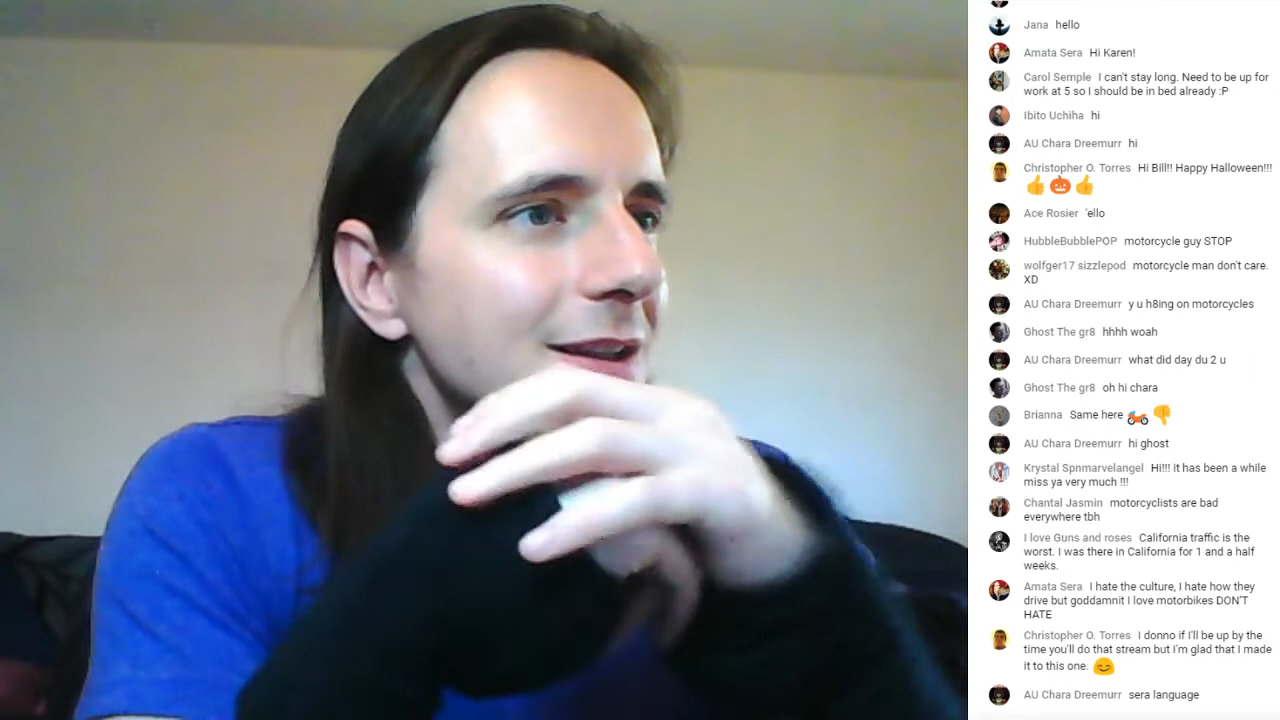 Jana hello
Amata Sera Hi Karen!
Carol Semple I can't stay long. Need to be up for
work at 5 so I should be in bed already :P
Ibito Uchiha hi
AU Chara Dreemurr hi
Christopher O. Torres Hi Bill!! Happy Halloween!!!
👍🎃👍
Ace Rosier 'ello
HubbleBubblePOP motorcycle guy STOP
wolfger17 sizzlepod motorcycle man don't care.
XD
AU Chara Dreemurr y u h8ing on motorcycles
Ghost The gr8 hhhh woah
AU Chara Dreemurr what did day du 2 u
Ghost The gr8 oh hi chara
Brianna Same here 🏍👎
AU Chara Dreemurr hi ghost
Krystal Spnmarvelangel Hi!!! it has been a while
miss ya very much !!!
Chantal Jasmin motorcyclists are bad
everywhere tbh
I love Guns and roses California traffic is the
worst. I was there in California for 1 and a half
weeks.
Amata Sera I hate the culture, I hate how they
drive but goddamnit I love motorbikes DON'T
HATE
Christopher O. Torres I donno if I'll be up by the
time you'll do that stream but I'm glad that I made
it to this one. 😊
AU Chara Dreemurr sera language